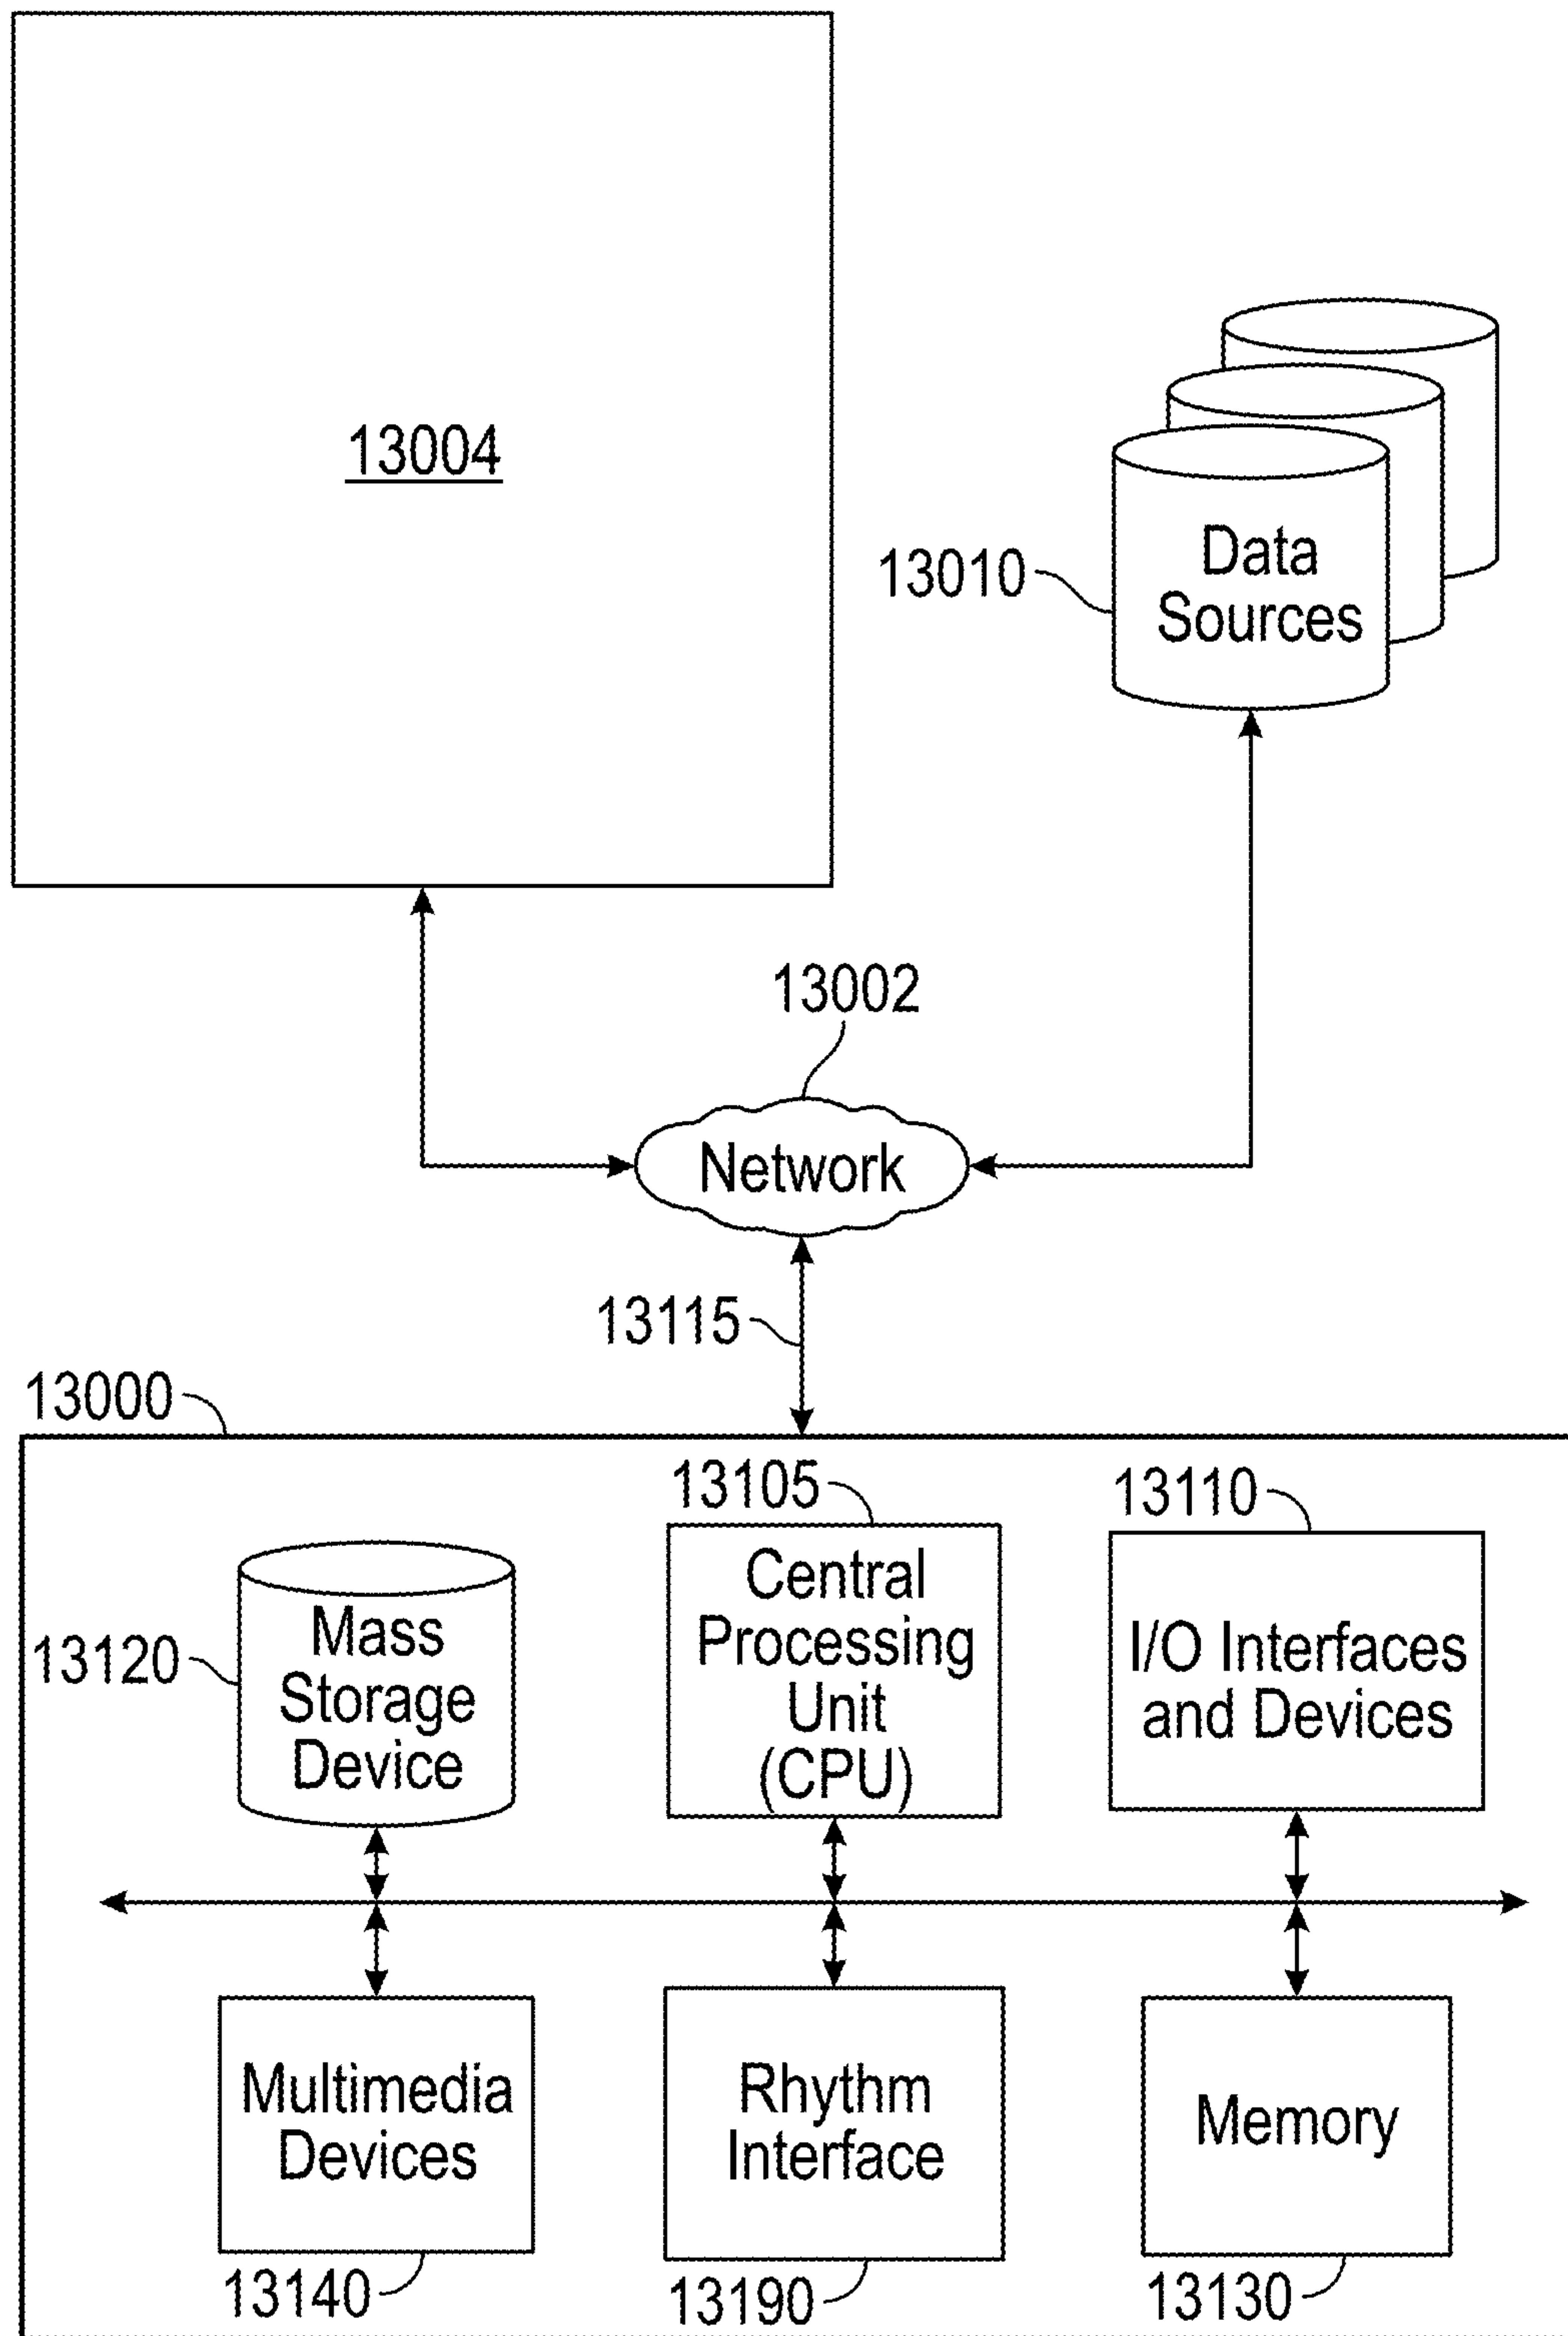 13004
13010
Data
Sources
13002
Network
13115
13000
13105
13110
13120
Mass
Storage
Device
Central
Processing
Unit
(CPU)
I/O Interfaces
and Devices
Multimedia
Devices
Rhythm
Interface
Memory
13140
13190
13130